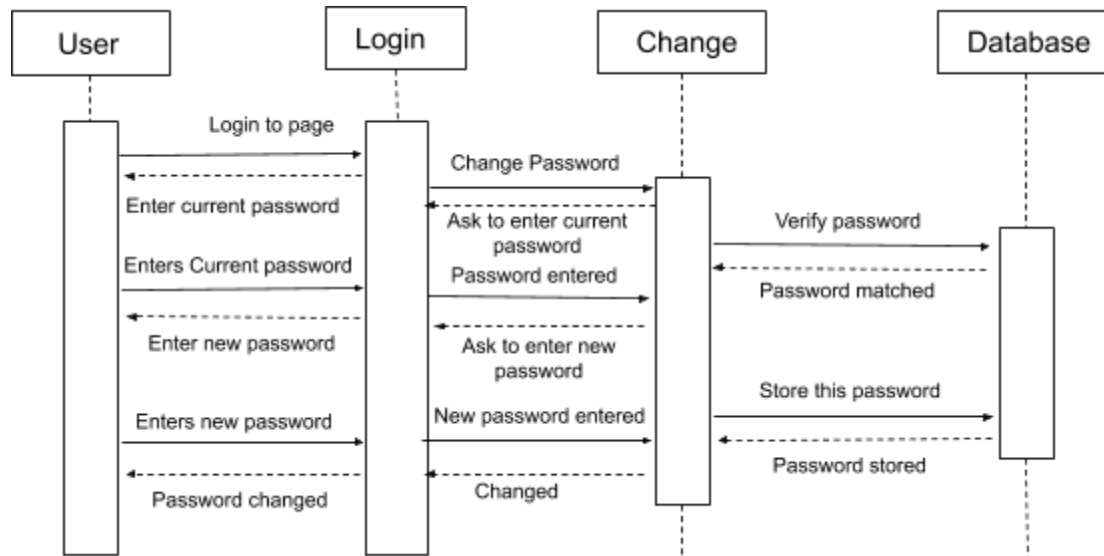 User
Login
Change
Database
Login to page
Change Password
Enter current password
Ask to enter current
password
Verify password
Enters Current password
Password entered
Password matched
Enter new password
Ask to enter new
password
Store this password
Enters new password
New password entered
Password stored
Password changed
Changed